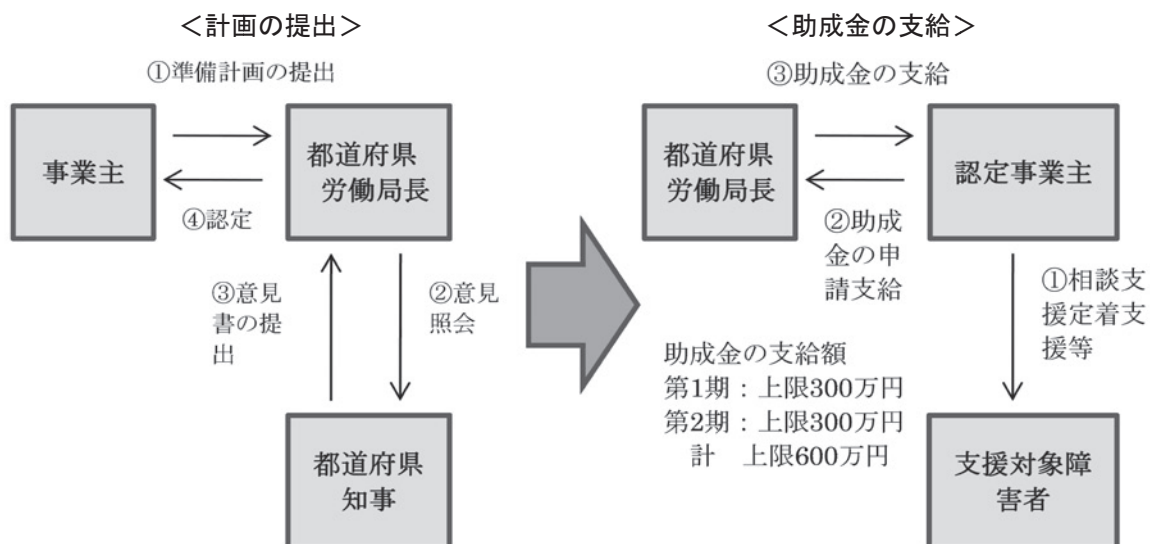 ＜計画の提出＞
①準備計画の提出
事業主
都道府県
労働局長
④認定
③意見
書の提
出
②意見
照会
都道府県
知事
＜助成金の支給＞
③助成金の支給
都道府県
労働局長
認定事業主
②助成
金の申
請支給
①相談支
援定着支
援等
助成金の支給額
第1期：上限300万円
第2期：上限300万円
計　上限600万円
支援対象障
害者